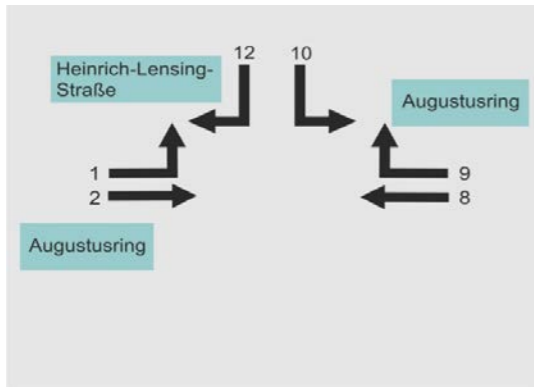 12 10
Heinrich-Lensing-
Straße
Augustusring
1
9
2
8
Augustusring